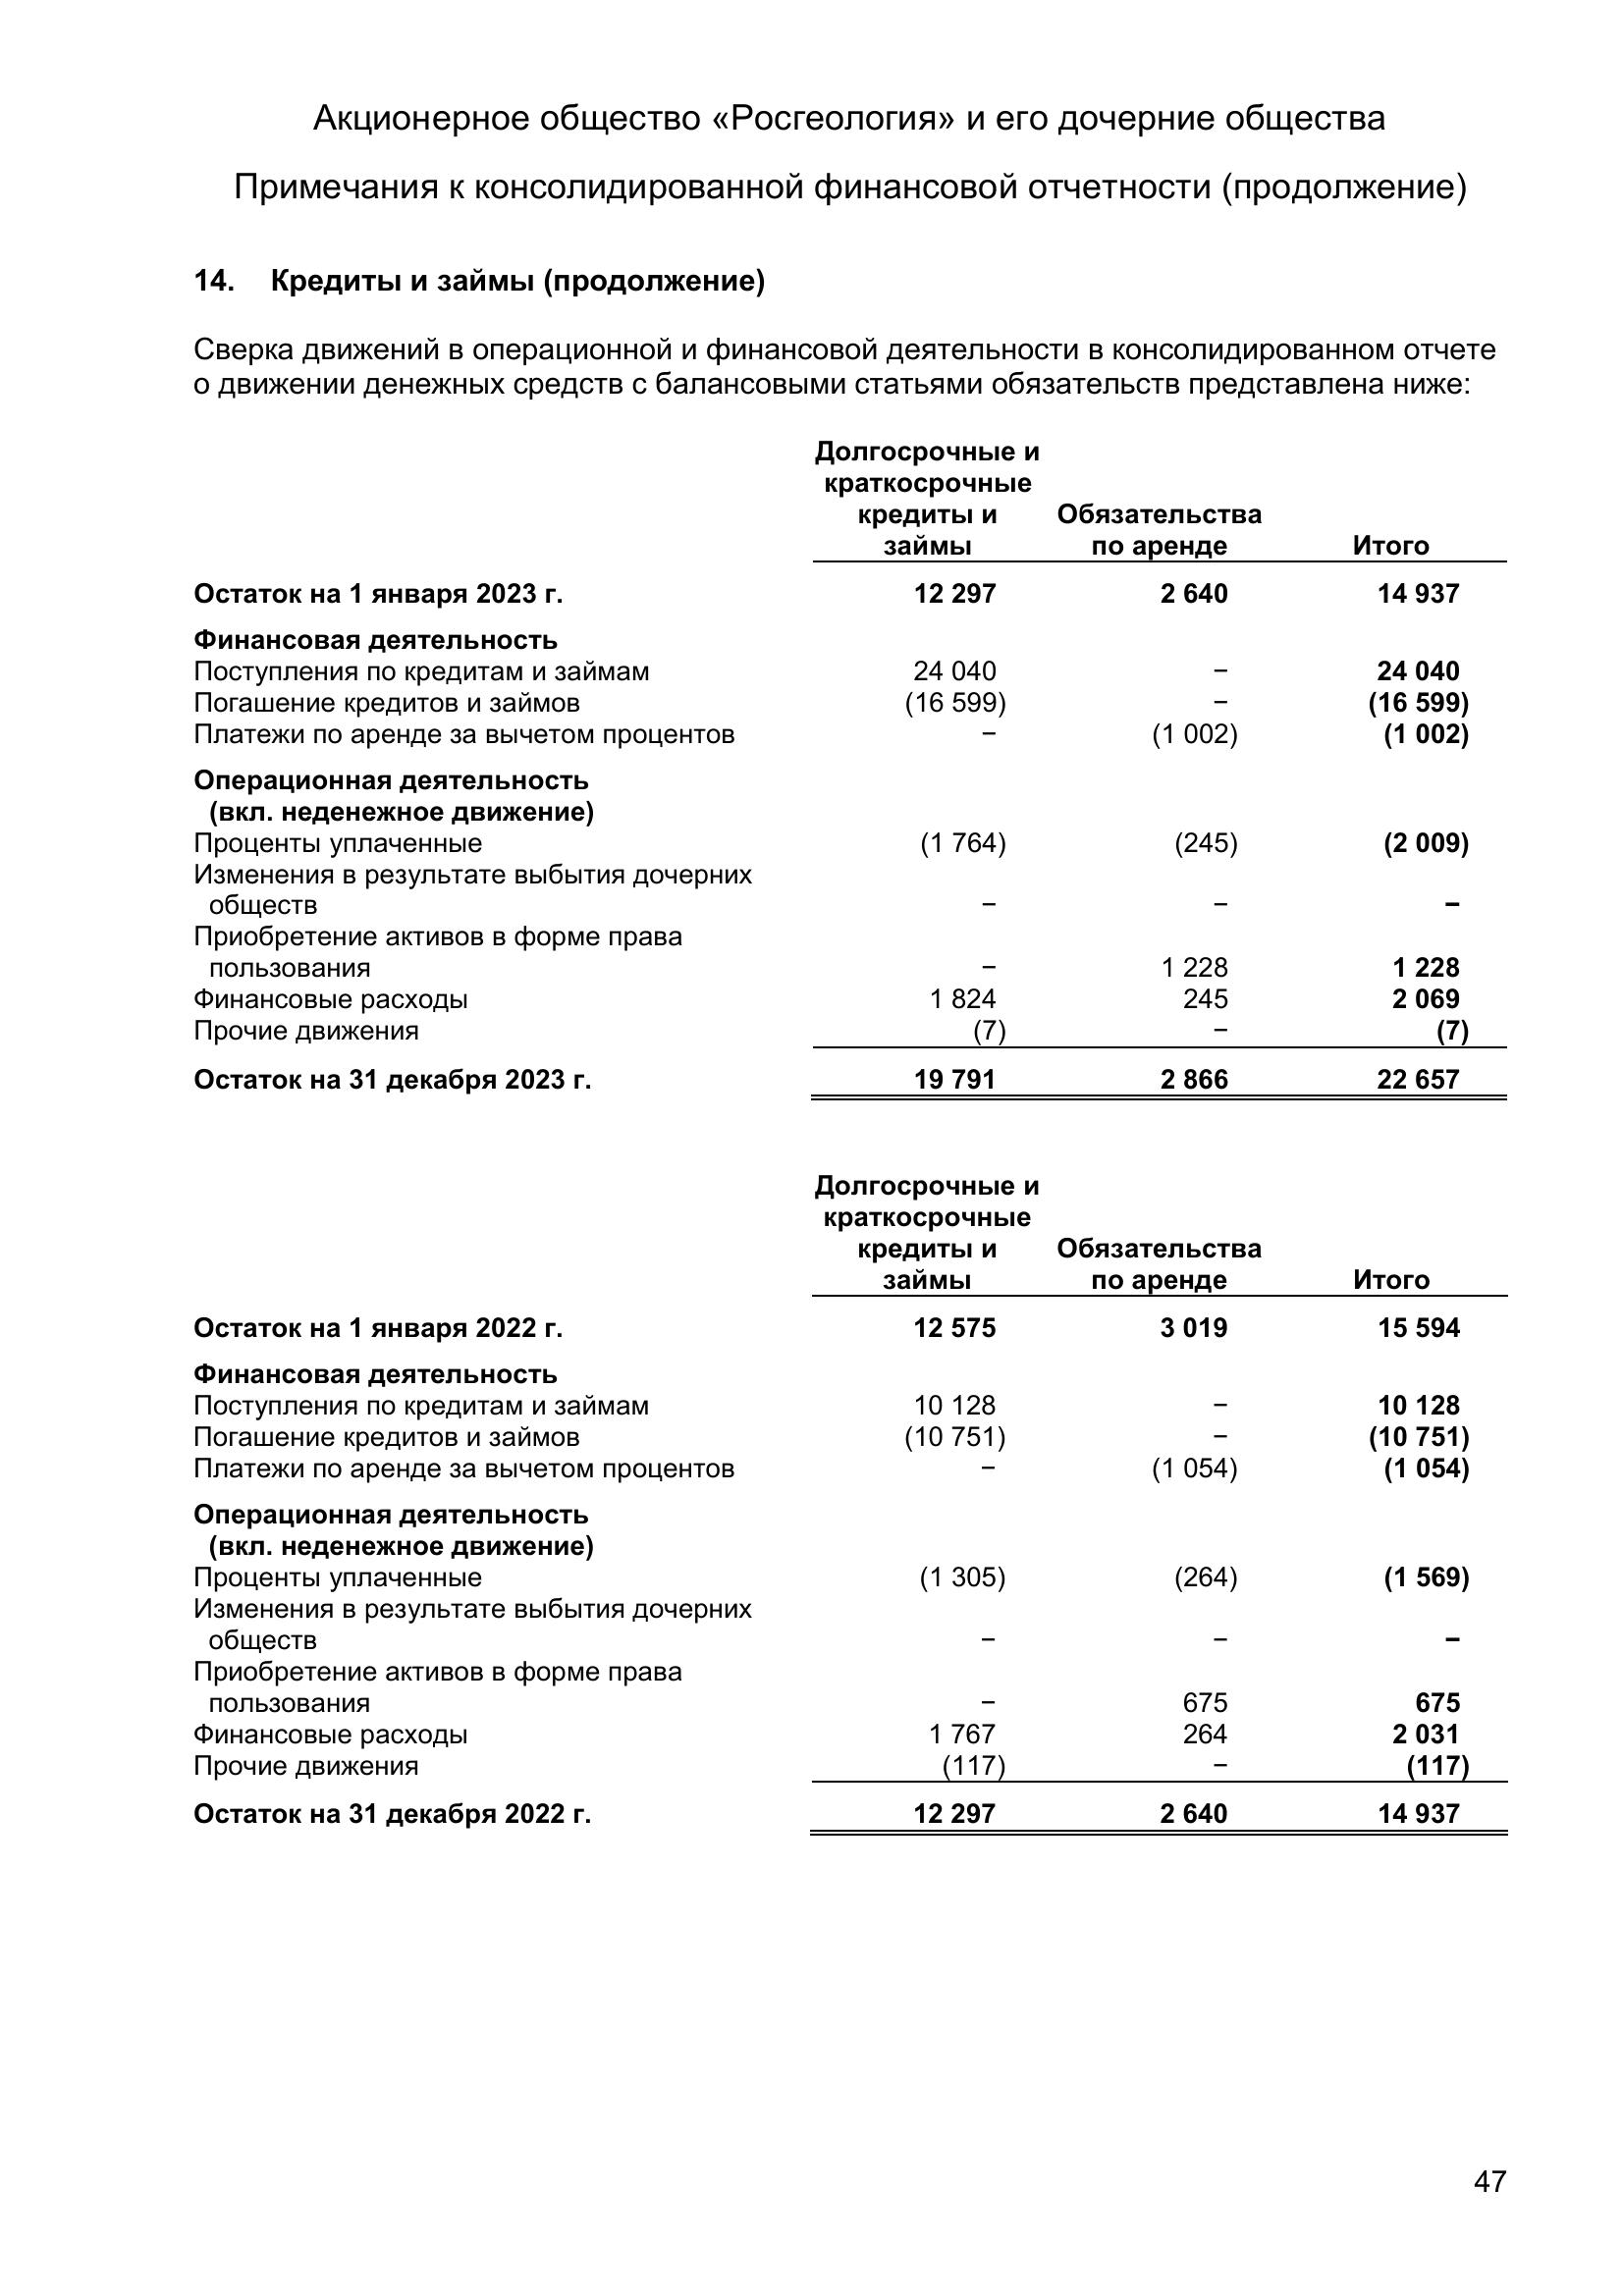 Акционерное общество «Росгеология» и его дочерние общества
Примечания к консолидированной финансовой отчетности (продолжение)
14. Кредиты и займы (продолжение)
Сверка движений в операционной и финансовой деятельности в консолидированном отчете
о движении денежных средств с балансовыми статьями обязательств представлена ниже:
Долгосрочные и
краткосрочные
кредиты и Обязательства
займы по аренде Итого
Остаток на 1 января 2023 г. 12 297 2 640 14 937
Финансовая деятельность
Поступления по кредитам и займам 24 040 – 24 040
Погашение кредитов и займов (16 599) – (16 599)
Платежи по аренде за вычетом процентов – (1 002) (1 002)
Операционная деятельность
(вкл. неденежное движение)
Проценты уплаченные (1 764) (245) (2 009)
Изменения в результате выбытия дочерних
обществ – – –
Приобретение активов в форме права
пользования – 1 228 1 228
Финансовые расходы 1 824 245 2 069
Прочие движения (7) – (7)
Остаток на 31 декабря 2023 г. 19 791 2 866 22 657
Долгосрочные и
краткосрочные
кредиты и Обязательства
займы по аренде Итого
Остаток на 1 января 2022 г. 12 575 3 019 15 594
Финансовая деятельность
Поступления по кредитам и займам 10 128 – 10 128
Погашение кредитов и займов (10 751) – (10 751)
Платежи по аренде за вычетом процентов – (1 054) (1 054)
Операционная деятельность
(вкл. неденежное движение)
Проценты уплаченные (1 305) (264) (1 569)
Изменения в результате выбытия дочерних
обществ – – –
Приобретение активов в форме права
пользования – 675 675
Финансовые расходы 1 767 264 2 031
Прочие движения (117) – (117)
Остаток на 31 декабря 2022 г. 12 297 2 640 14 937
47